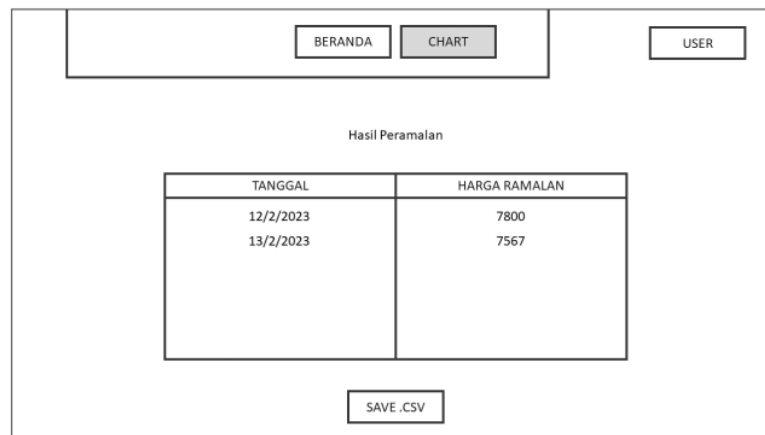 BERANDA CHART USER
Hasil Peramalan
TANGGAL HARGA RAMALAN
12/2/2023 7800
13/2/2023 7567
SAVE .CSV